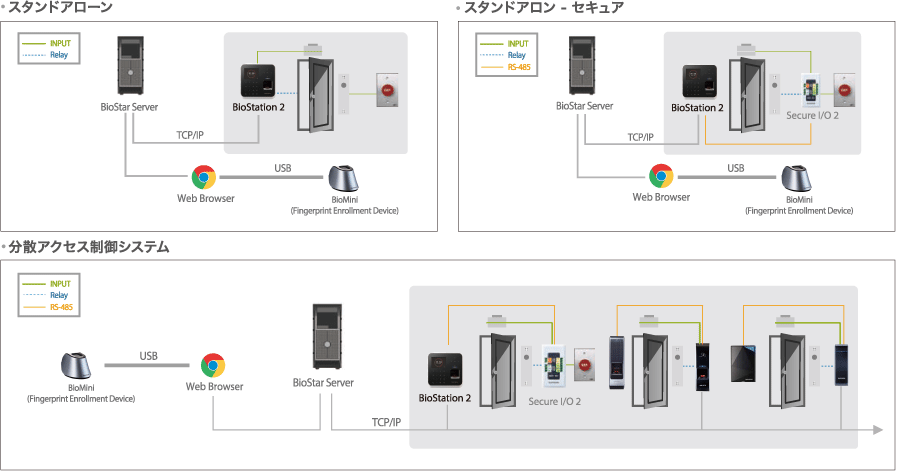 ・スタンドアローン
INPUT
Relay
BioStar Server
BioStation 2
EXIT
TCP/IP
USB
Web Browser
BioMini
(Fingerprint Enrollment Device)
・スタンドアロン - セキュア
INPUT
Relay
RS-485
BioStar Server
BioStation 2
Secure I/O 2
EXIT
TCP/IP
USB
Web Browser
BioMini
(Fingerprint Enrollment Device)
・分散アクセス制御システム
INPUT
Relay
RS-485
USB
BioMini
(Fingerprint Enrollment Device)
Web Browser
BioStar Server
TCP/IP
BioStation 2
Secure I/O 2
EXIT